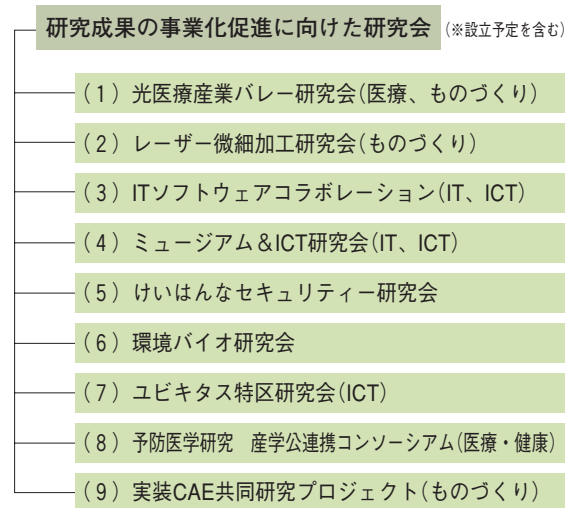 研究成果の事業化促進に向けた研究会 (※設立予定を含む)
(1)光医療産業バレー研究会(医療、ものづくり)
(2)レーザー微細加工研究会(ものづくり)
(3)ITソフトウェアコラボレーション(IT、ICT)
(4)ミュージアム&ICT研究会(IT、ICT)
(5)けいはんなセキュリティー研究会
(6)環境バイオ研究会
(7)ユビキタス特区研究会(ICT)
(8)予防医学研究　産学公連携コンソーシアム(医療・健康)
(9)実装CAE共同研究プロジェクト(ものづくり)